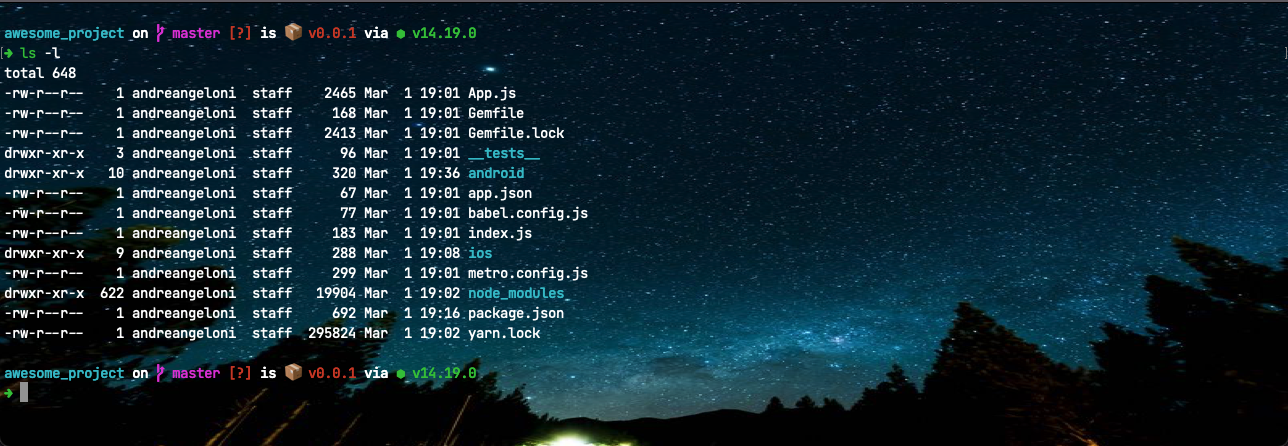 awesome_project on master [?] is 📦 v0.0.1 via ⬢ v14.19.0
➜ ls -l
total 648
-rw-r--r--    1 andreangeloni  staff    2465 Mar  1 19:01 App.js
-rw-r--r--    1 andreangeloni  staff     168 Mar  1 19:01 Gemfile
-rw-r--r--    1 andreangeloni  staff    2413 Mar  1 19:01 Gemfile.lock
drwxr-xr-x    3 andreangeloni  staff      96 Mar  1 19:01 __tests__
drwxr-xr-x   10 andreangeloni  staff     320 Mar  1 19:36 android
-rw-r--r--    1 andreangeloni  staff      67 Mar  1 19:01 app.json
-rw-r--r--    1 andreangeloni  staff      77 Mar  1 19:01 babel.config.js
-rw-r--r--    1 andreangeloni  staff     183 Mar  1 19:01 index.js
drwxr-xr-x    9 andreangeloni  staff     288 Mar  1 19:08 ios
-rw-r--r--    1 andreangeloni  staff     299 Mar  1 19:01 metro.config.js
drwxr-xr-x  622 andreangeloni  staff   19904 Mar  1 19:02 node_modules
-rw-r--r--    1 andreangeloni  staff     692 Mar  1 19:16 package.json
-rw-r--r--    1 andreangeloni  staff  295824 Mar  1 19:02 yarn.lock
awesome_project on master [?] is 📦 v0.0.1 via ⬢ v14.19.0
➜